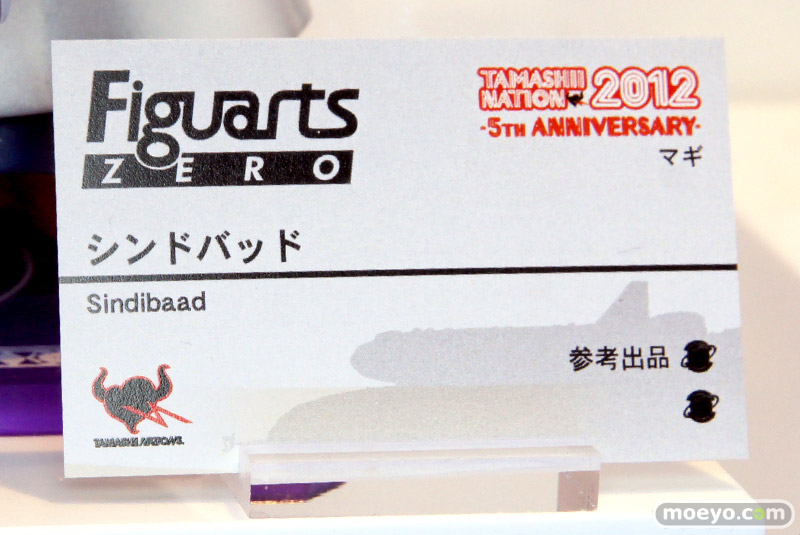 Figuarts
ZERO
TAMASHII
NATION 2012
-5TH ANNIVERSARY-
マギ
シンドバッド
Sindibaad
参考出品
TAMASHII NATIONS
moeyo.com